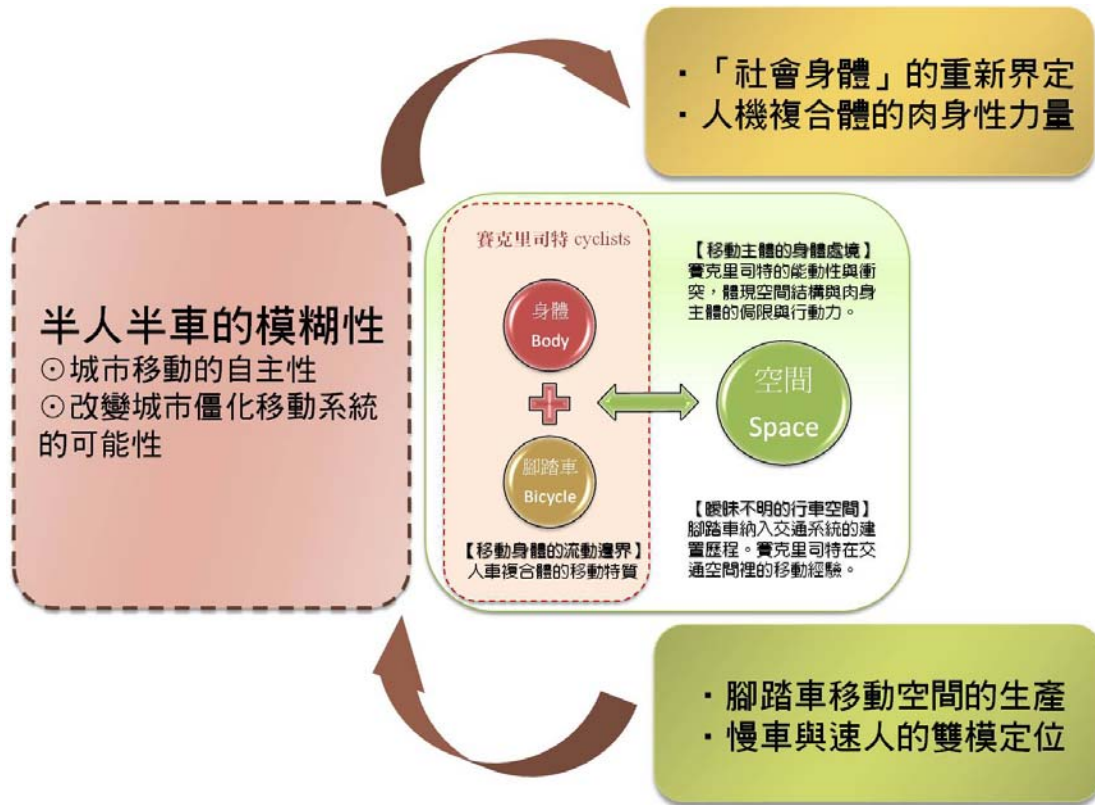 ・「社會身體」的重新界定
・人機複合體的肉身性力量
半人半車的模糊性
⊙城市移動的自主性
⊙改變城市僵化移動系統
的可能性
賽克里司特 cyclists
身體
Body
腳踏車
Bicycle
【移動身體的流動邊界】
人車複合體的移動特質
【移動主體的身體處境】
賽克里司特的能動性與衝
突，體現空間結構與肉身
主體的侷限與行動力。
空間
Space
【曖昧不明的行車空間】
腳踏車納入交通系統的建
置歷程。賽克里司特在交
通空間裡的移動經驗。
・腳踏車移動空間的生產
・慢車與速人的雙模定位